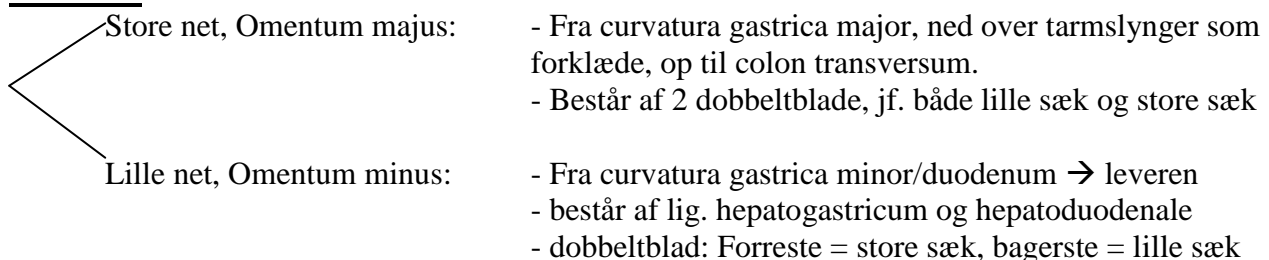 Store net, Omentum majus: - Fra curvatura gastrica major, ned over tarmslynger som
forklæde, op til colon transversum.
- Består af 2 dobbeltblade, jf. både lille sæk og store sæk
Lille net, Omentum minus: - Fra curvatura gastrica minor/duodenum → leveren
- består af lig. hepatogastricum og hepatoduodenale
- dobbeltblad: Forreste = store sæk, bagerste = lille sæk